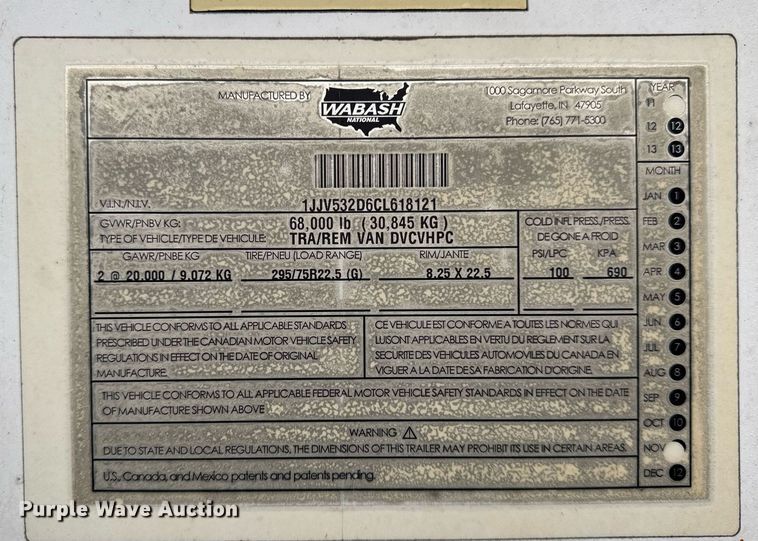 MANUFACTURED BY
WABASH
NATIONAL
1000 Sagamore Parkway South
Lafayette, IN 47905
Phone: (765) 771-5300
V.I.N./N.I.V.
1JJV532D6CL618121
GVWR/PNBV KG:
68,000 lb ( 30,845 KG )
TYPE OF VEHICLE/TYPE DE VEHICULE:
TRA/REM VAN DVCVHPC
COLD INFL PRESS./PRESS.
DE GONE A FROID
GAWR/PNBE KG
TIRE/PNEU (LOAD RANGE)
RIM/JANTE
PSI/LPC
KPA
2 @ 20,000 / 9,072 KG
295/75R22.5 (G)
8.25 X 22.5
100
690
THIS VEHICLE CONFORMS TO ALL APPLICABLE STANDARDS
PRESCRIBED UNDER THE CANADIAN MOTOR VEHICLE SAFETY
REGULATIONS IN EFFECT ON THE DATE OF ORIGINAL
MANUFACTURE.
CE VEHICULE EST CONFORME A TOUTES LES NORMES QUI
LUISONT APPLICABLES EN VERTU DU REGLEMENT SUR LA
SECURITE DES VEHICULES AUTOMOVILES DU CANADA EN
VIGUER A LA DATE DE SA FABRICATION D'ORIGINE.
THIS VEHICLE CONFORMS TO ALL APPLICABLE FEDERAL MOTOR VEHICLE SAFETY STANDARDS IN EFFECT ON THE DATE
OF MANUFACTURE SHOWN ABOVE
WARNING
DUE TO STATE AND LOCAL REGULATIONS, THE DIMENSIONS OF THIS TRAILER MAY PROHIBIT ITS USE IN CERTAIN AREAS.
U.S., Canada, and Mexico patents and patents pending.
YEAR
11
12 12
13 13
MONTH
JAN 1
FEB 2
MAR 3
APR 4
MAY 5
JUN 6
JUL 7
AUG 8
SEP 9
OCT 10
NOV
DEC 12
Purple Wave Auction